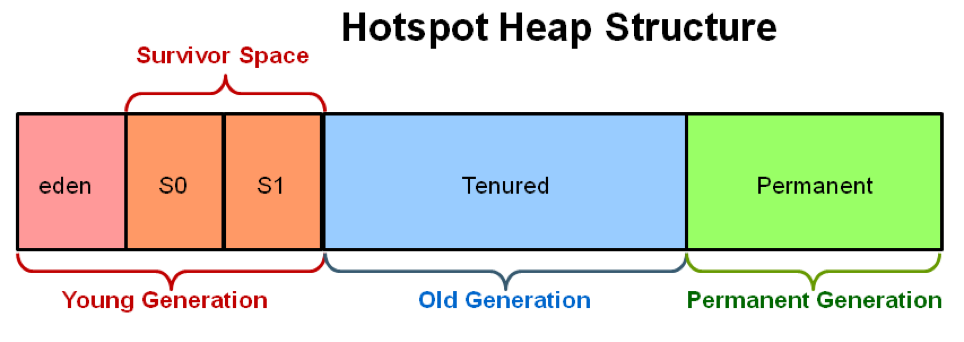 Hotspot Heap Structure
Survivor Space
eden
S0
S1
Tenured
Permanent
Young Generation
Old Generation
Permanent Generation